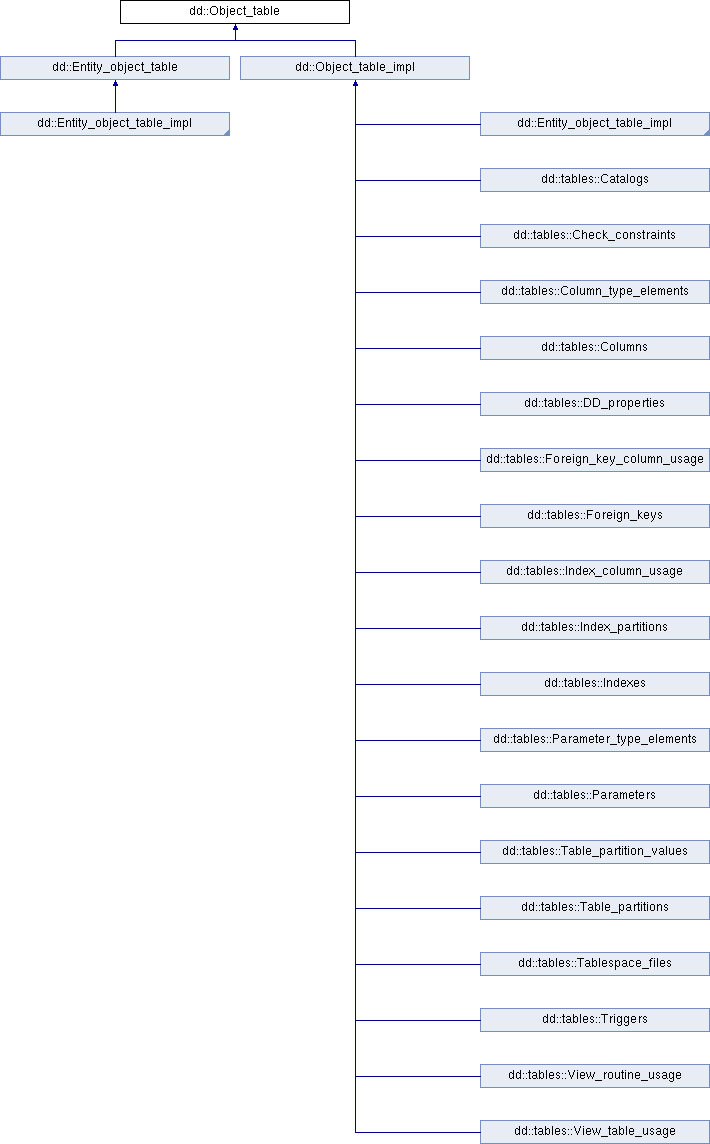 dd::Object_table
dd::Entity_object_table
dd::Object_table_impl
dd::Entity_object_table_impl
dd::Entity_object_table_impl
dd::tables::Catalogs
dd::tables::Check_constraints
dd::tables::Column_type_elements
dd::tables::Columns
dd::tables::DD_properties
dd::tables::Foreign_key_column_usage
dd::tables::Foreign_keys
dd::tables::Index_column_usage
dd::tables::Index_partitions
dd::tables::Indexes
dd::tables::Parameter_type_elements
dd::tables::Parameters
dd::tables::Table_partition_values
dd::tables::Table_partitions
dd::tables::Tablespace_files
dd::tables::Triggers
dd::tables::View_routine_usage
dd::tables::View_table_usage